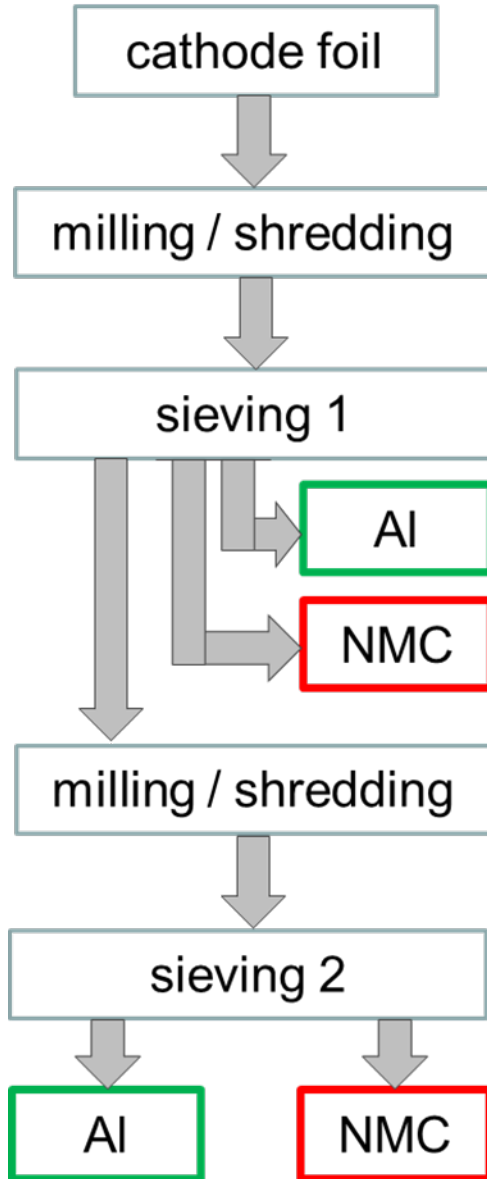 cathode foil
milling / shredding
sieving 1
Al
NMC
milling / shredding
sieving 2
Al
NMC